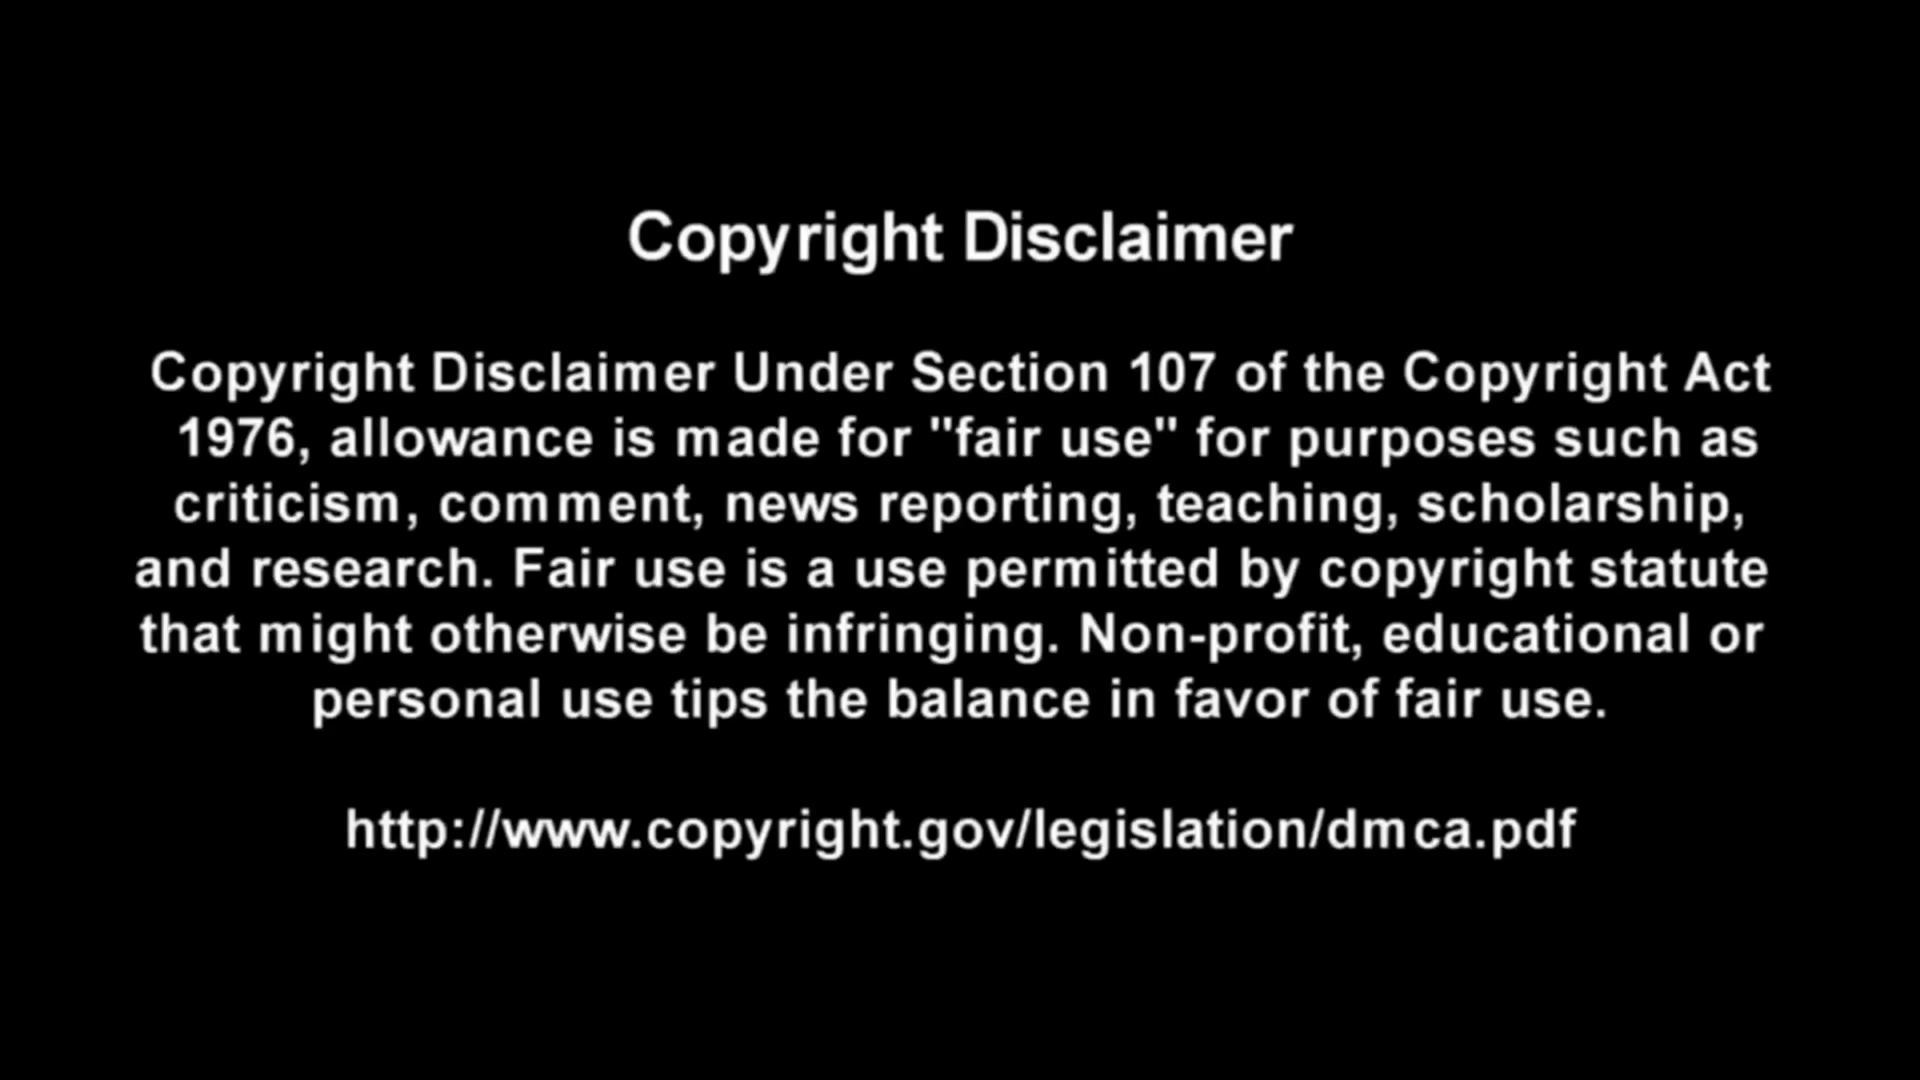 Copyright Disclaimer
Copyright Disclaimer Under Section 107 of the Copyright Act
1976, allowance is made for "fair use" for purposes such as
criticism, comment, news reporting, teaching, scholarship,
and research. Fair use is a use permitted by copyright statute
that might otherwise be infringing. Non-profit, educational or
personal use tips the balance in favor of fair use.
http://www.copyright.gov/legislation/dmca.pdf